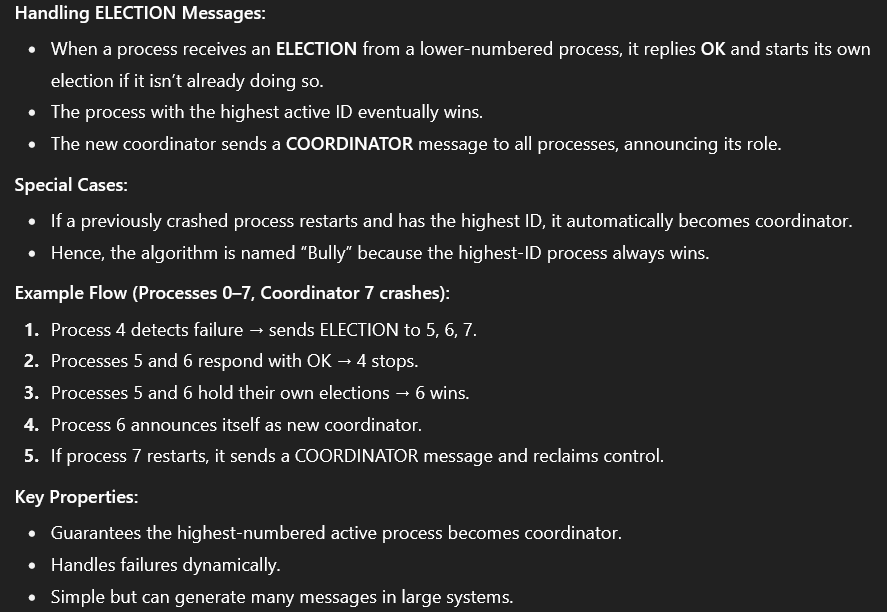 Handling ELECTION Messages:
• When a process receives an ELECTION from a lower-numbered process, it replies OK and starts its own
election if it isn’t already doing so.
• The process with the highest active ID eventually wins.
• The new coordinator sends a COORDINATOR message to all processes, announcing its role.
Special Cases:
• If a previously crashed process restarts and has the highest ID, it automatically becomes coordinator.
• Hence, the algorithm is named “Bully” because the highest-ID process always wins.
Example Flow (Processes 0–7, Coordinator 7 crashes):
1. Process 4 detects failure → sends ELECTION to 5, 6, 7.
2. Processes 5 and 6 respond with OK → 4 stops.
3. Processes 5 and 6 hold their own elections → 6 wins.
4. Process 6 announces itself as new coordinator.
5. If process 7 restarts, it sends a COORDINATOR message and reclaims control.
Key Properties:
• Guarantees the highest-numbered active process becomes coordinator.
• Handles failures dynamically.
• Simple but can generate many messages in large systems.